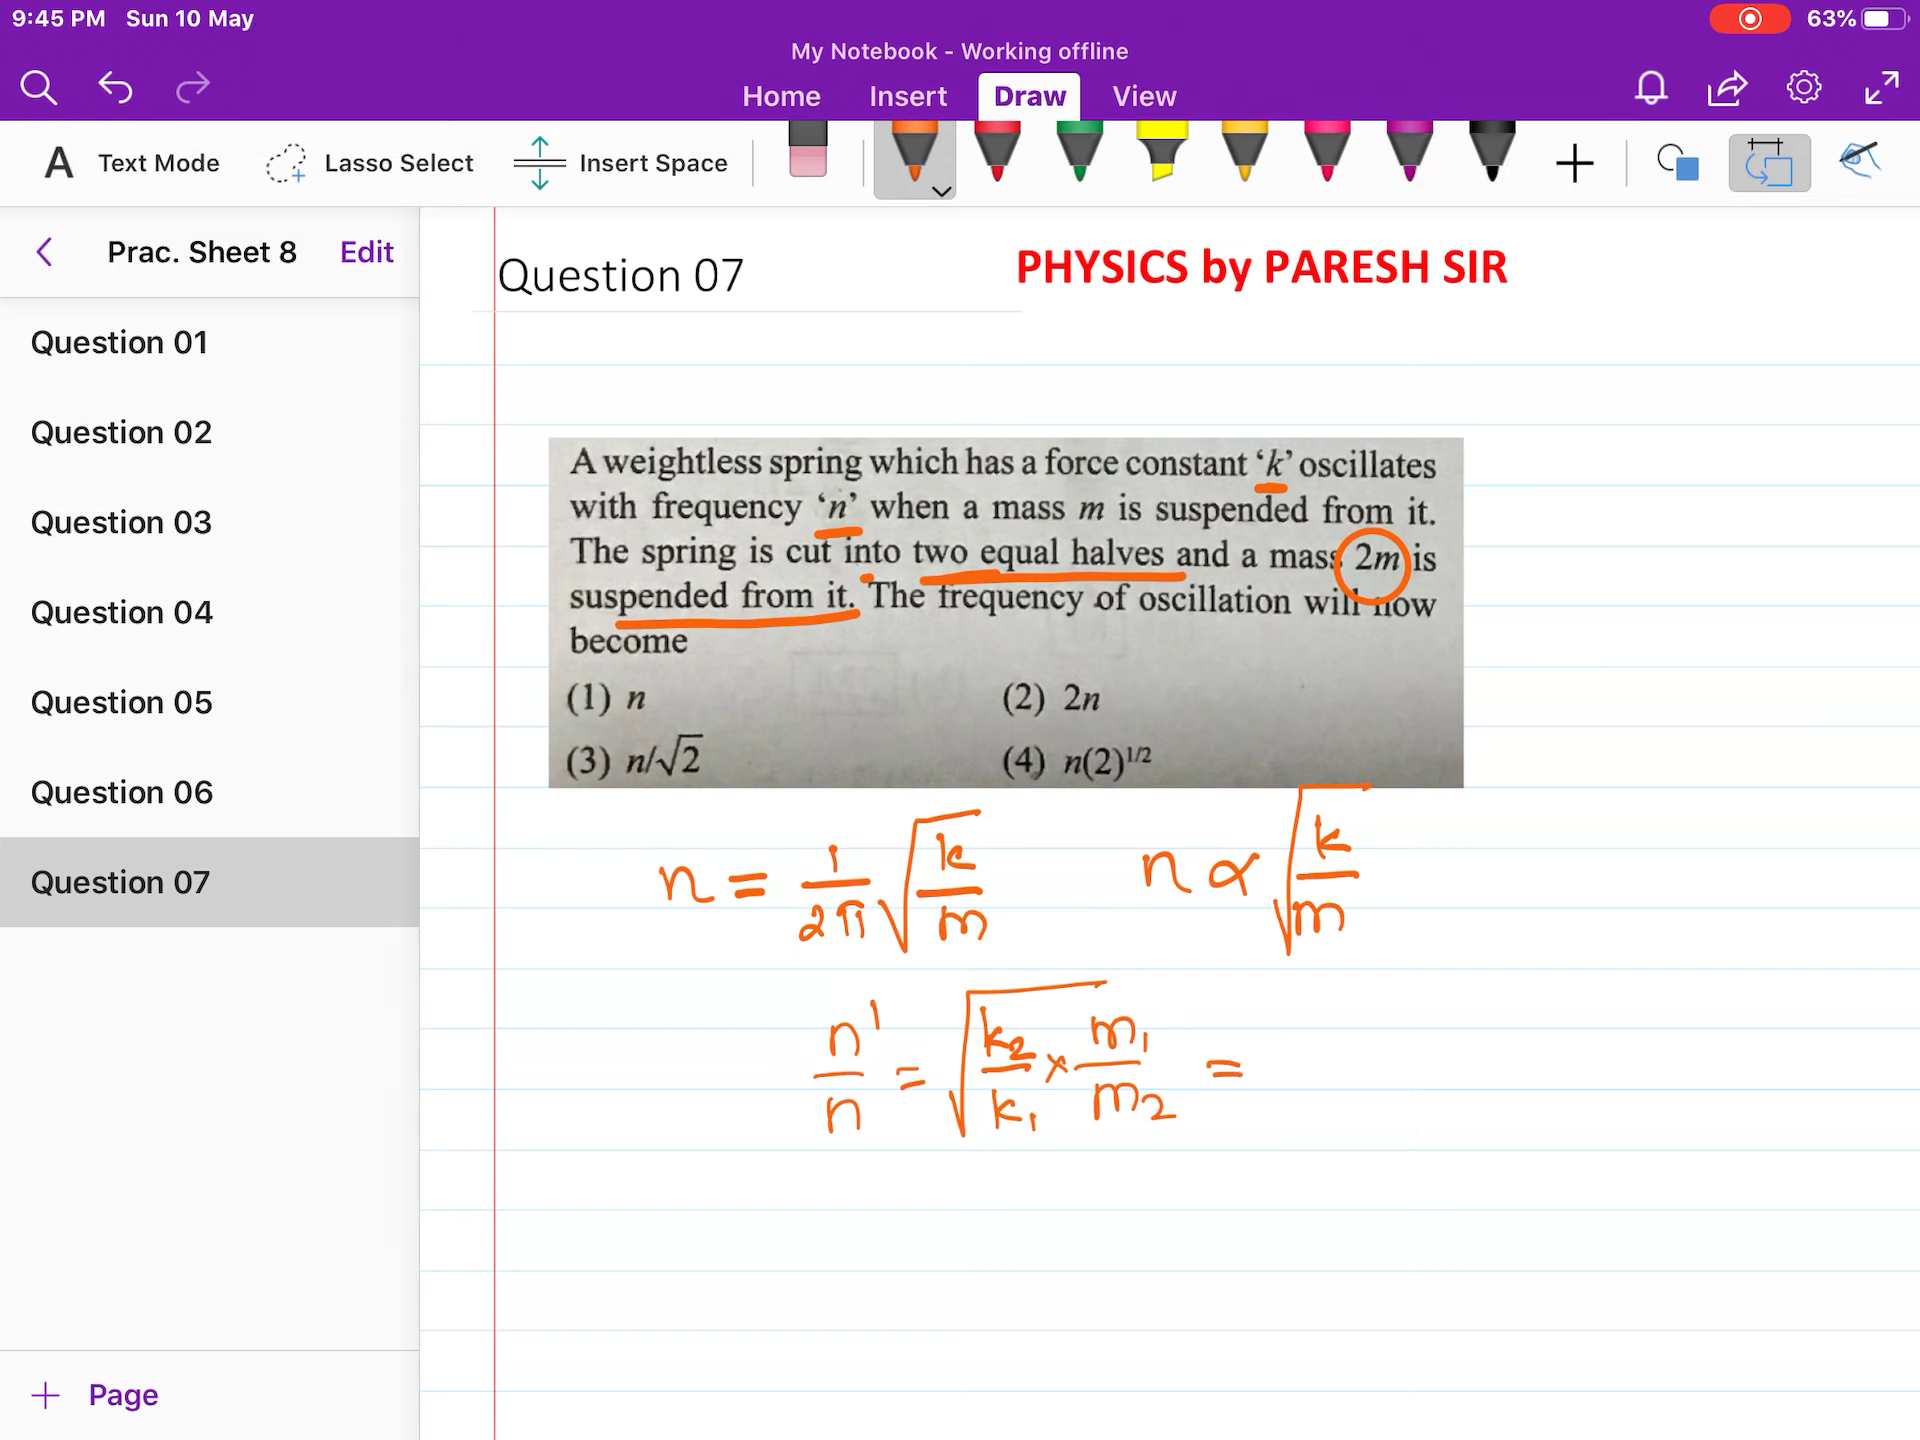 9:45 PM Sun 10 May
63%
My Notebook - Working offline
Home Insert Draw View
A Text Mode Lasso Select Insert Space
Prac. Sheet 8 Edit
Question 01
Question 02
Question 03
Question 04
Question 05
Question 06
Question 07
+ Page
Question 07
PHYSICS by PARESH SIR
A weightless spring which has a force constant ‘k’ oscillates
with frequency ‘n’ when a mass m is suspended from it.
The spring is cut into two equal halves and a mass 2m is
suspended from it. The frequency of oscillation will now
become
(1) n (2) 2n
(3) n/√2 (4) n(2)^1/2
n = 1/2π √(k/m) n ∝ √(k/m)
n'/n = √(k₂/k₁ × m₁/m₂) =